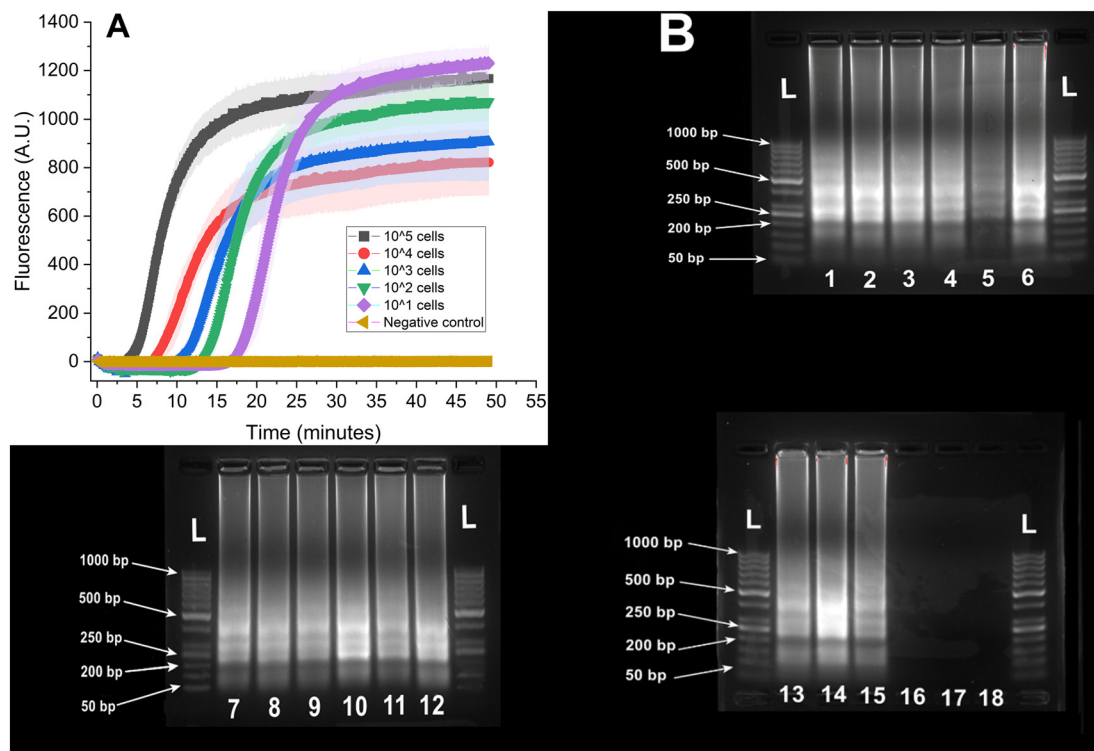 A
Fluorescence (A.U.)
1400
1200
1000
800
600
400
200
0
10^5 cells
10^4 cells
10^3 cells
10^2 cells
10^1 cells
Negative control
0 5 10 15 20 25 30 35 40 45 50 55
Time (minutes)
B
L L
1000 bp
500 bp
250 bp
200 bp
50 bp
1 2 3 4 5 6
L L
1000 bp
500 bp
250 bp
200 bp
50 bp
7 8 9 10 11 12
L L
1000 bp
500 bp
250 bp
200 bp
50 bp
13 14 15 16 17 18